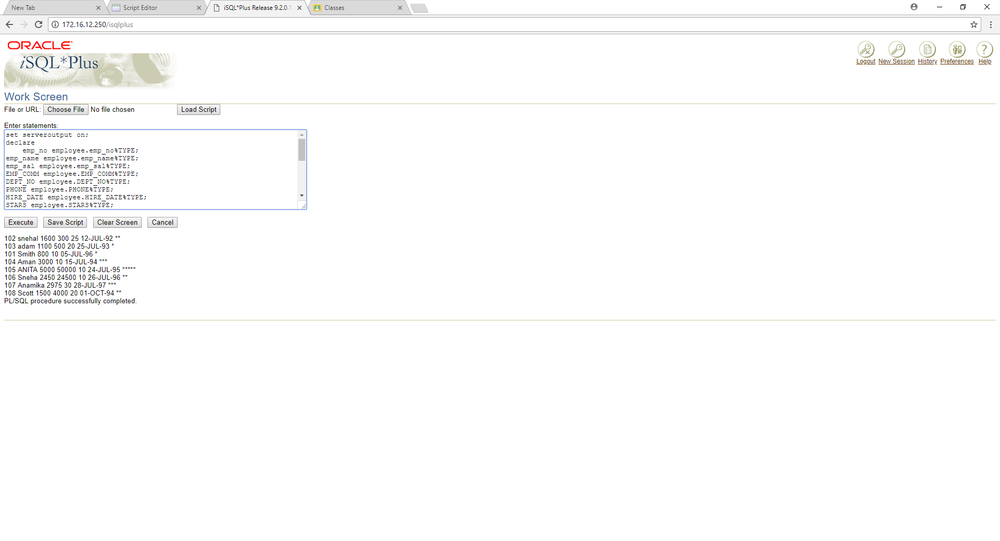 New Tab
Script Editor
iSQL*Plus Release 9.2.0.1
Classes
172.16.12.250/isqlplus
ORACLE
iSQL*Plus
Logout New Session History Preferences Help
Work Screen
File or URL: Choose File No file chosen Load Script
Enter statements:
set serveroutput on;
declare
    emp_no employee.emp_no%TYPE;
emp_name employee.emp_name%TYPE;
emp_sal employee.emp_sal%TYPE;
EMP_COMM employee.EMP_COMM%TYPE;
DEPT_NO employee.DEPT_NO%TYPE;
PHONE employee.PHONE%TYPE;
HIRE_DATE employee.HIRE_DATE%TYPE;
STARS employee.STARS%TYPE;
Execute Save Script Clear Screen Cancel
102 snehal 1600 300 25 12-JUL-92 **
103 adam 1100 500 20 25-JUL-93 *
101 Smith 800 10 05-JUL-96 *
104 Aman 3000 10 15-JUL-94 ***
105 ANITA 5000 50000 10 24-JUL-95 *****
106 Sneha 2450 24500 10 26-JUL-96 **
107 Anamika 2975 30 28-JUL-97 ***
108 Scott 1500 4000 20 01-OCT-94 **
PL/SQL procedure successfully completed.